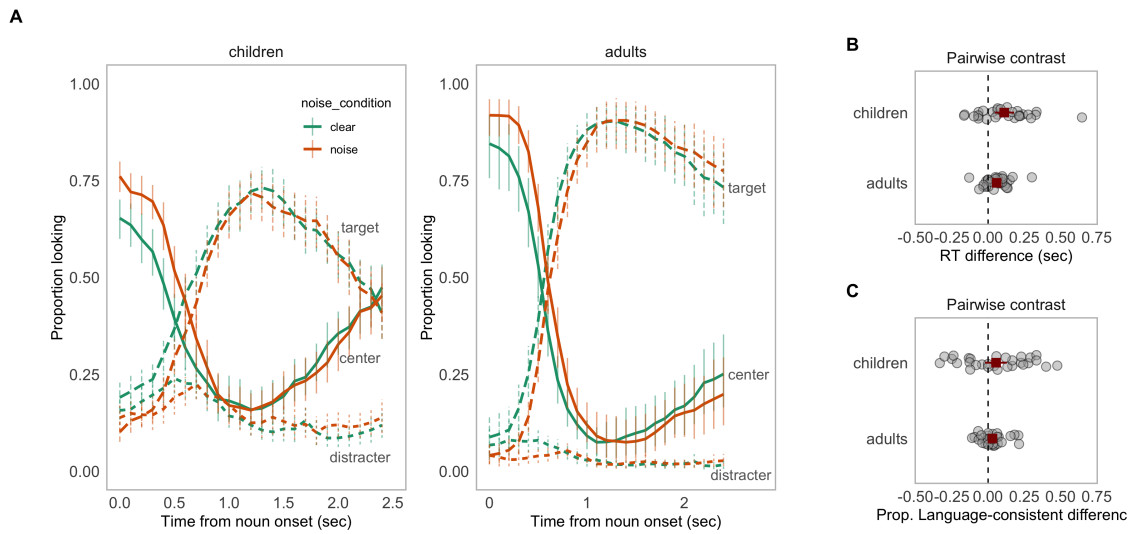 A
children
adults
Proportion looking
1.00
0.75
0.50
0.25
0.00
noise_condition
clear
noise
target
center
distracter
0.0 0.5 1.0 1.5 2.0 2.5
Time from noun onset (sec)
Proportion looking
1.00
0.75
0.50
0.25
0.00
target
center
distracter
0 1 2
Time from noun onset (sec)
B
Pairwise contrast
children
adults
-0.50 -0.25 0.00 0.25 0.50 0.75
RT difference (sec)
C
Pairwise contrast
children
adults
-0.50 -0.25 0.00 0.25 0.50 0.75
Prop. Language-consistent differenc